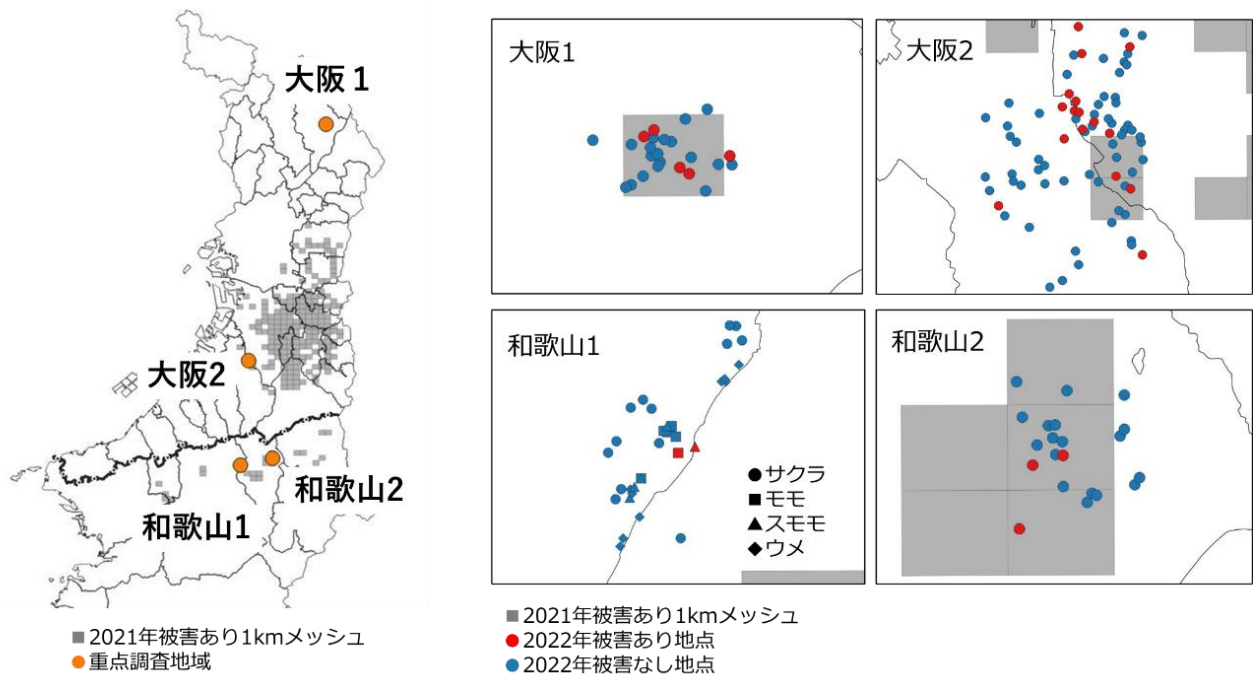 大阪1
大阪2
和歌山1
和歌山2
■2021年被害あり1kmメッシュ
●重点調査地域
大阪1
大阪2
和歌山1
●サクラ
■モモ
▲スモモ
◆ウメ
和歌山2
■2021年被害あり1kmメッシュ
●2022年被害あり地点
●2022年被害なし地点